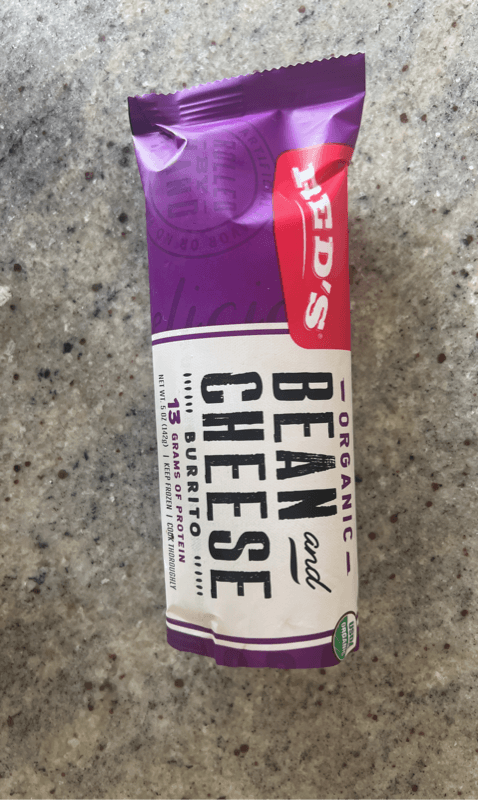 RED'S
ORGANIC
BEAN and
CHEESE
BURRITO
13 GRAMS OF PROTEIN
NET WT. 5 OZ (142g) | KEEP FROZEN | COOK THOROUGHLY
USDA
ORGANIC